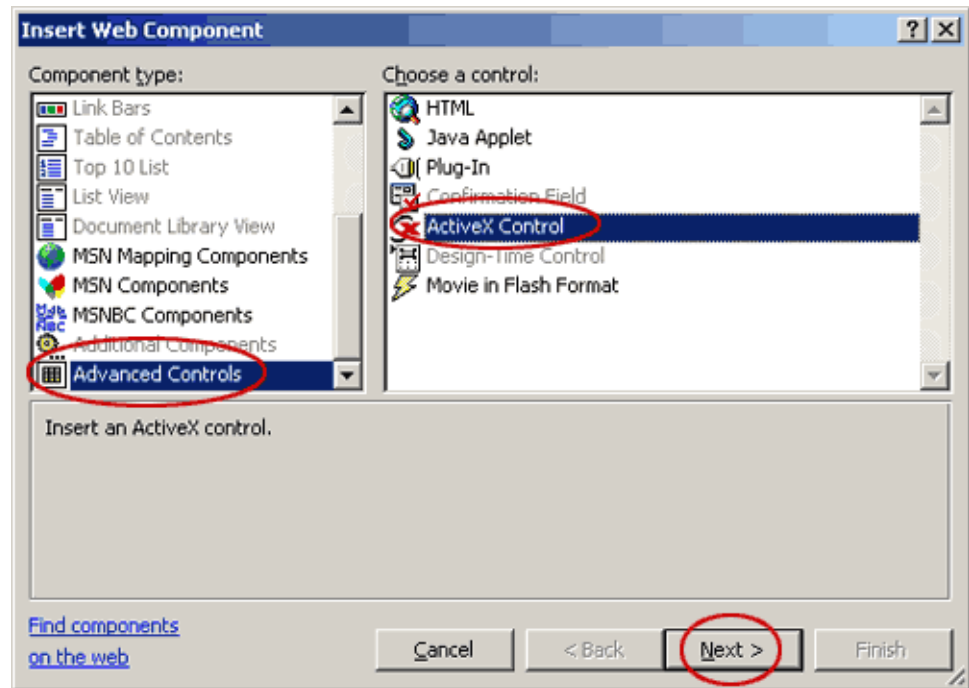 Insert Web Component
Component type:
Link Bars
Table of Contents
Top 10 List
List View
Document Library View
MSN Mapping Components
MSN Components
MSNBC Components
Additional Components
Advanced Controls
Choose a control:
HTML
Java Applet
Plug-In
Confirmation Field
ActiveX Control
Design-Time Control
Movie in Flash Format
Insert an ActiveX control.
Find components
on the web
Cancel
< Back
Next >
Finish